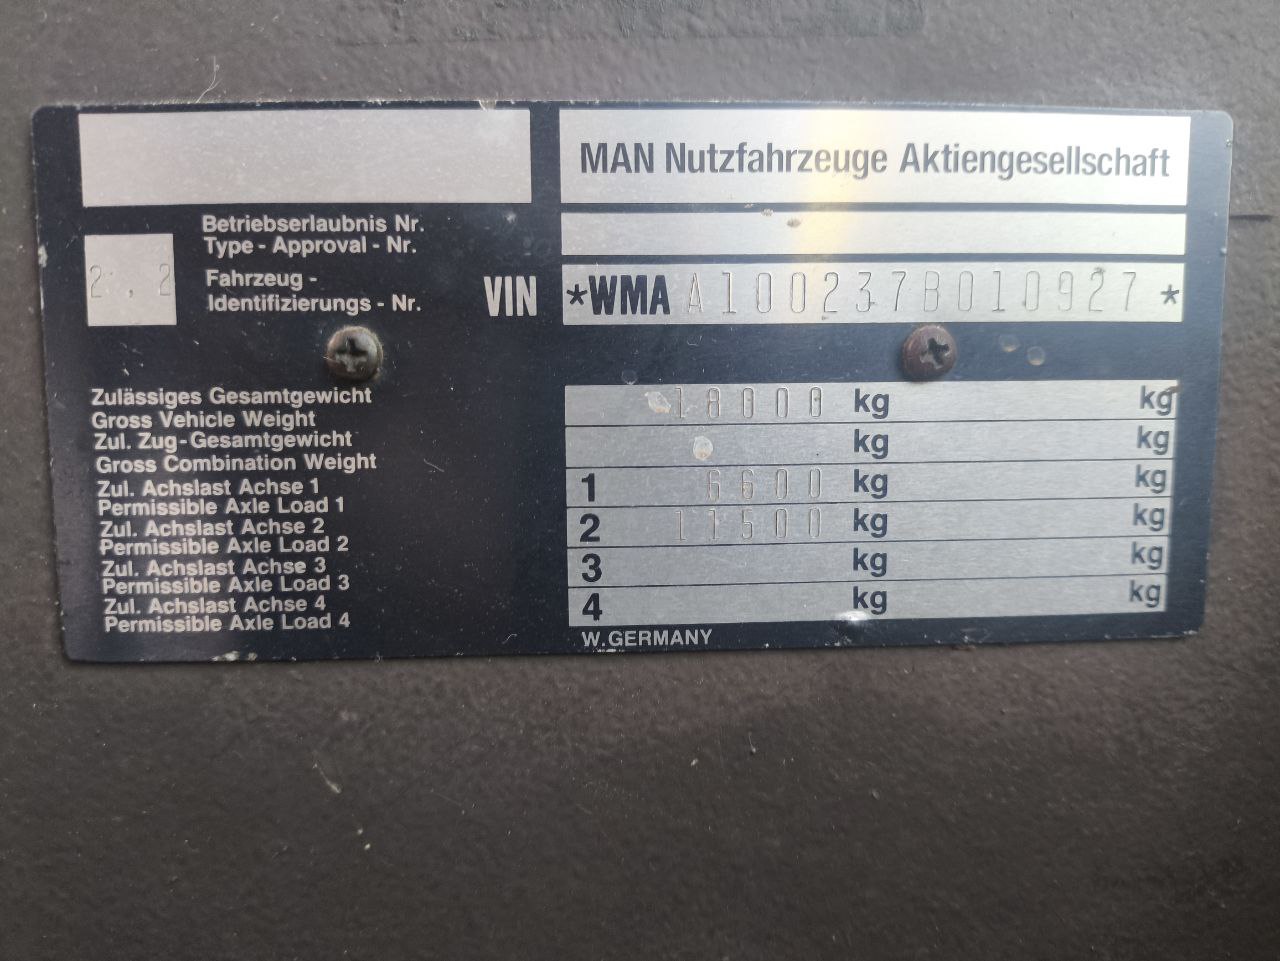 MAN Nutzfahrzeuge Aktiengesellschaft
Betriebserlaubnis Nr.
Type - Approval - Nr.
2,2
Fahrzeug -
Identifizierungs - Nr.
VIN *WMA A100237B010927*
Zulässiges Gesamtgewicht
Gross Vehicle Weight
18000 kg kg
Zul. Zug-Gesamtgewicht
Gross Combination Weight
kg kg
Zul. Achslast Achse 1
Permissible Axle Load 1
1 6600 kg kg
Zul. Achslast Achse 2
Permissible Axle Load 2
2 11500 kg kg
Zul. Achslast Achse 3
Permissible Axle Load 3
3 kg kg
Zul. Achslast Achse 4
Permissible Axle Load 4
4 kg kg
W.GERMANY